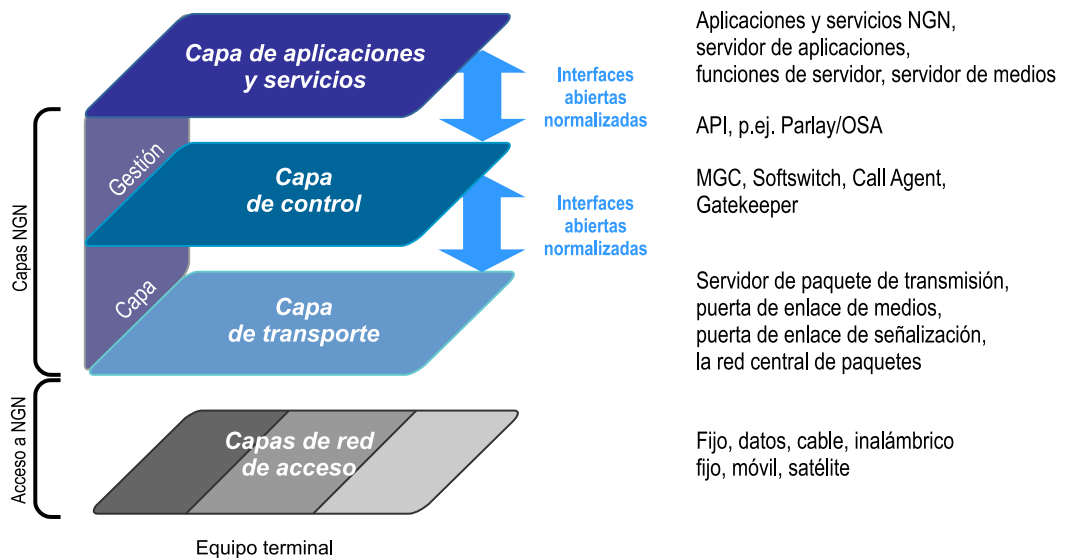 Capa de aplicaciones
y servicios
Interfaces
abiertas
normalizadas
Aplicaciones y servicios NGN,
servidor de aplicaciones,
funciones de servidor, servidor de medios
API, p.ej. Parlay/OSA
Capas NGN
Gestión
Capa
Capa
de control
Interfaces
abiertas
normalizadas
MGC, Softswitch, Call Agent,
Gatekeeper
Capa
de transporte
Servidor de paquete de transmisión,
puerta de enlace de medios,
puerta de enlace de señalización,
la red central de paquetes
Acceso a NGN
Capas de red
de acceso
Fijo, datos, cable, inalámbrico
fijo, móvil, satélite
Equipo terminal